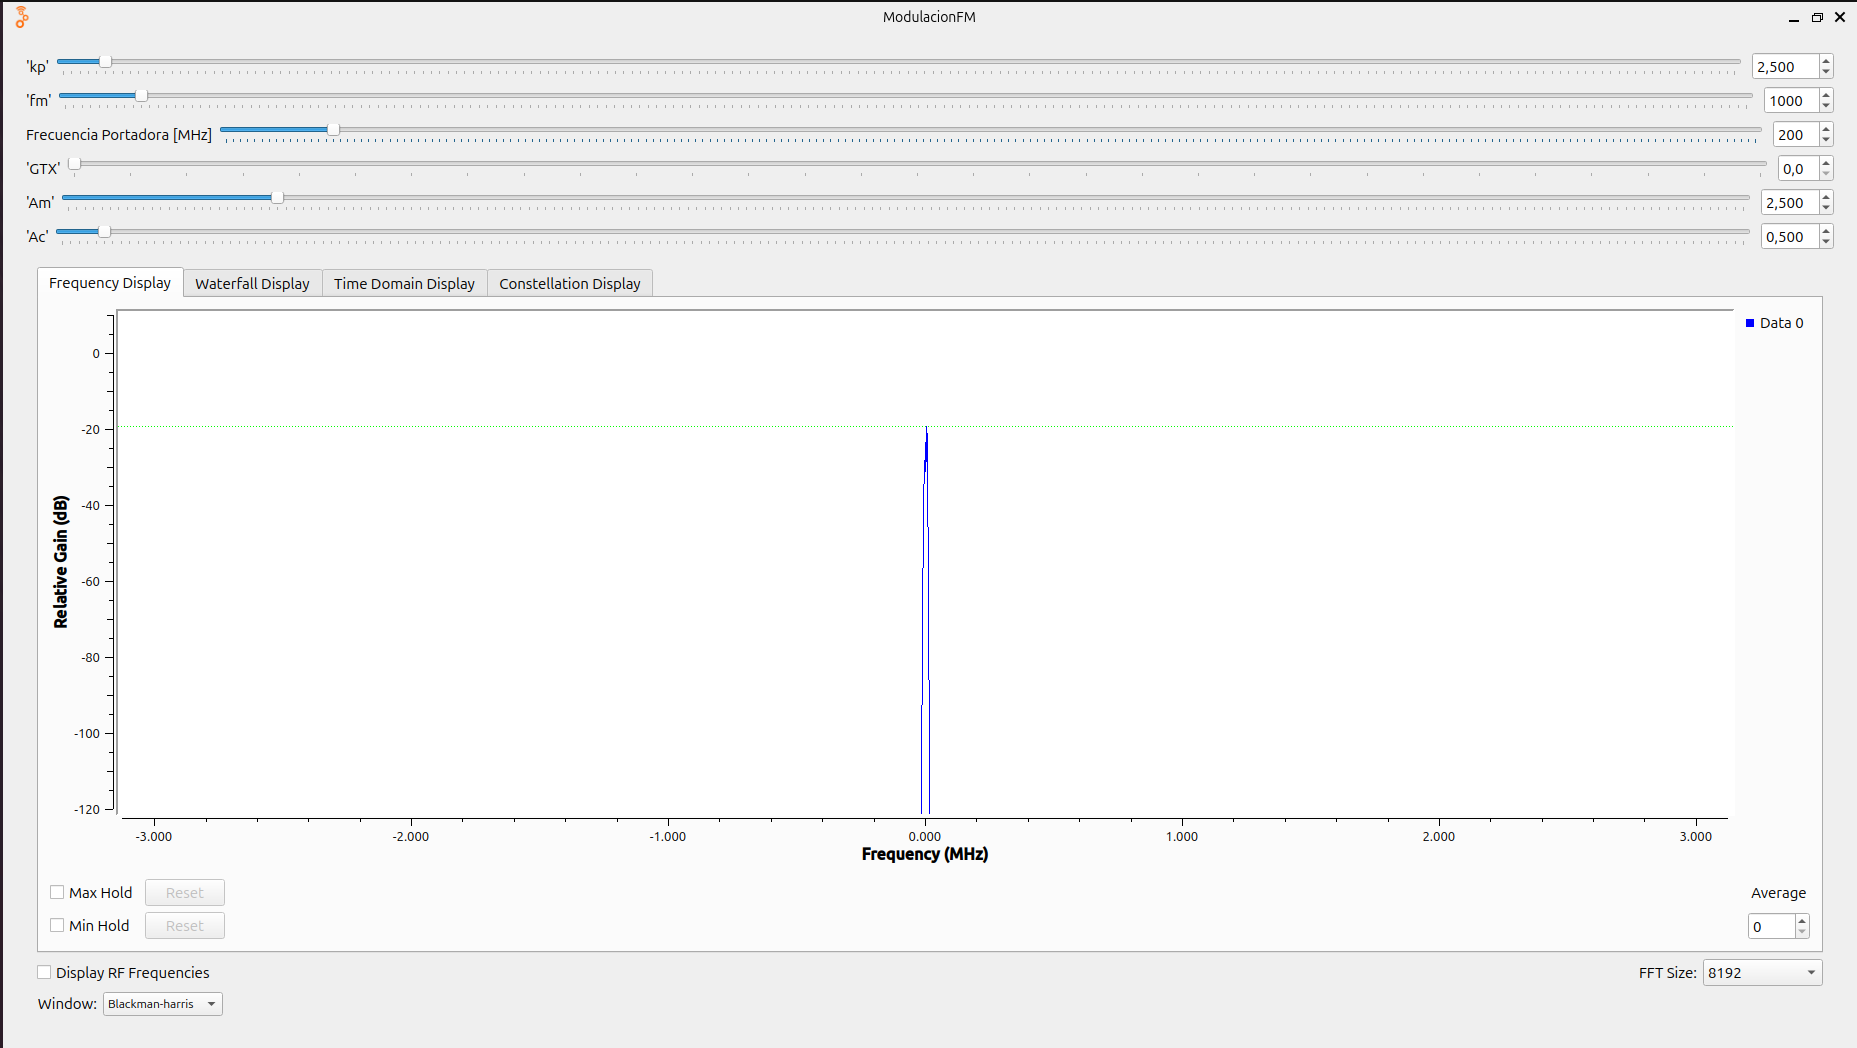 ModulacionFM
'kp' 2,500
'fm' 1000
Frecuencia Portadora [MHz] 200
'GTX' 0,0
'Am' 2,500
'Ac' 0,500
Frequency Display Waterfall Display Time Domain Display Constellation Display
Data 0
Relative Gain (dB)
0
-20
-40
-60
-80
-100
-120
-3.000 -2.000 -1.000 0.000 1.000 2.000 3.000
Frequency (MHz)
Max Hold Reset Average
Min Hold Reset 0
Display RF Frequencies FFT Size: 8192
Window: Blackman-harris